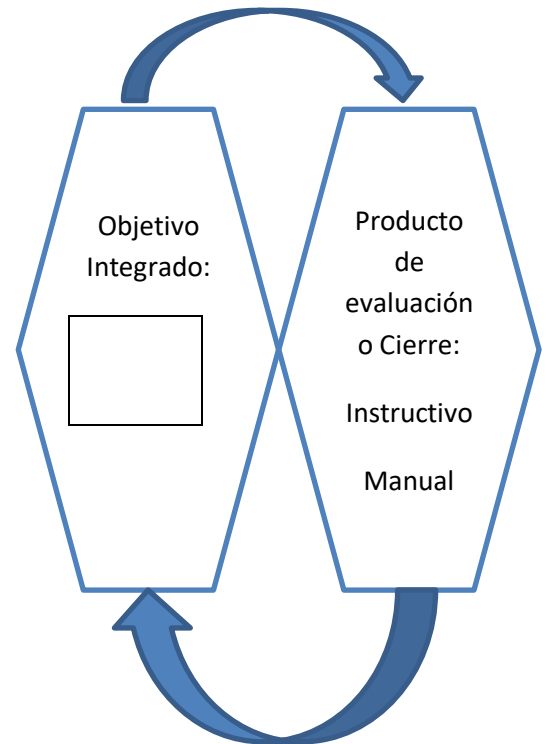 Objetivo
Integrado:
Producto
de
evaluación
o Cierre:
Instructivo
Manual